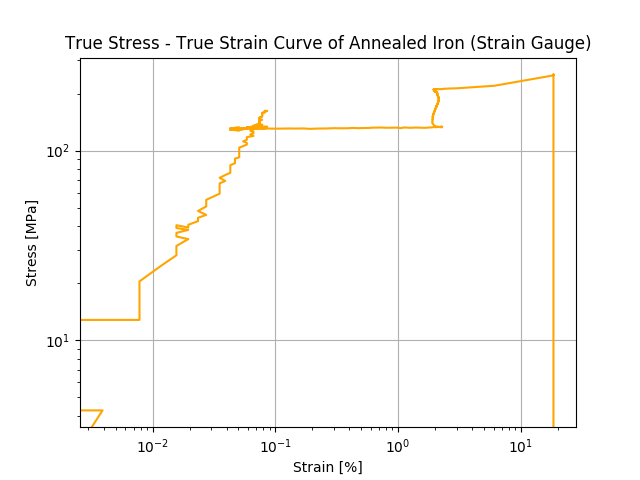 True Stress - True Strain Curve of Annealed Iron (Strain Gauge)
Stress [MPa]
10²
10¹
10⁻²
10⁻¹
10⁰
10¹
Strain [%]